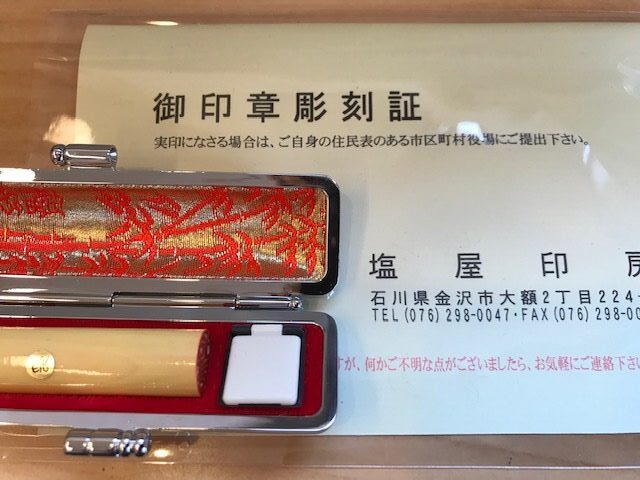 御印章彫刻証
実印になさる場合は、ご自身の住民表のある市区町村役場にご提出下さい。
塩屋印房
石川県金沢市大額2丁目224-
TEL(076)298-0047・FAX(076)298-00
すが、何かご不明な点がございましたら、お気軽にご連絡下さい